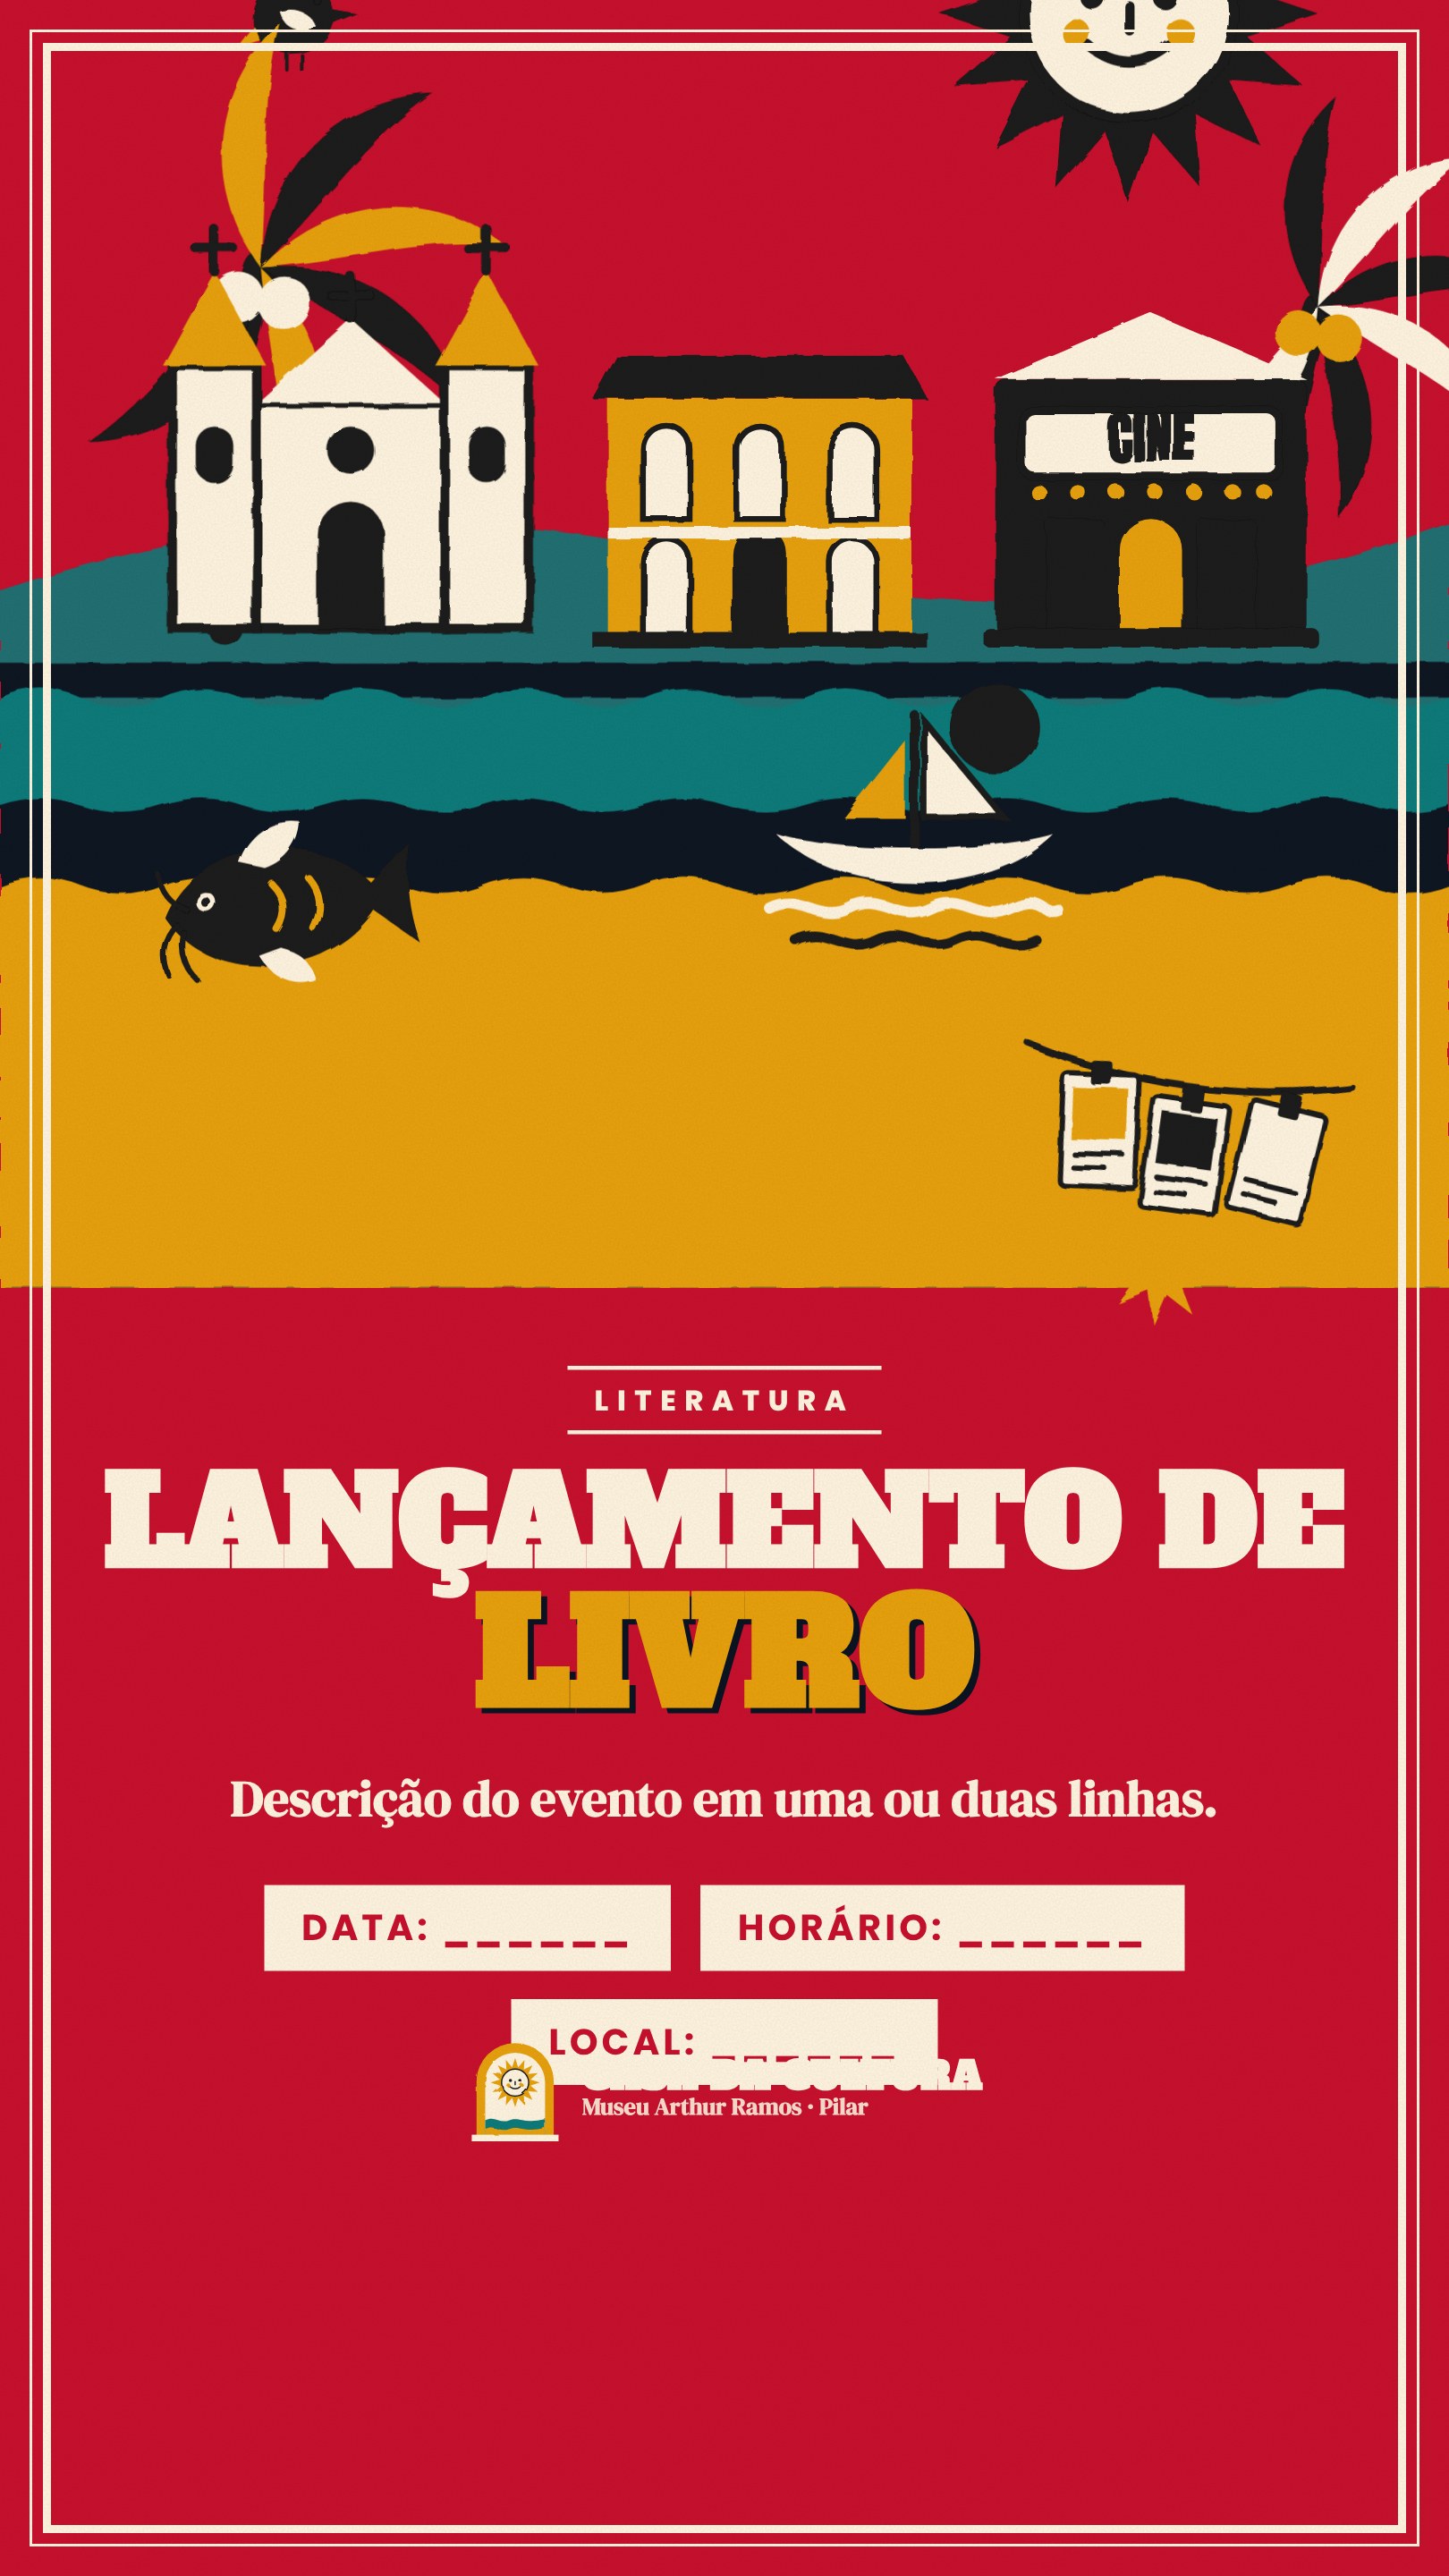 CINE
LITERATURA
LANÇAMENTO DE
LIVRO
Descrição do evento em uma ou duas linhas.
DATA: ______
HORÁRIO: ______
LOCAL: ______
Museu Arthur Ramos • Pilar